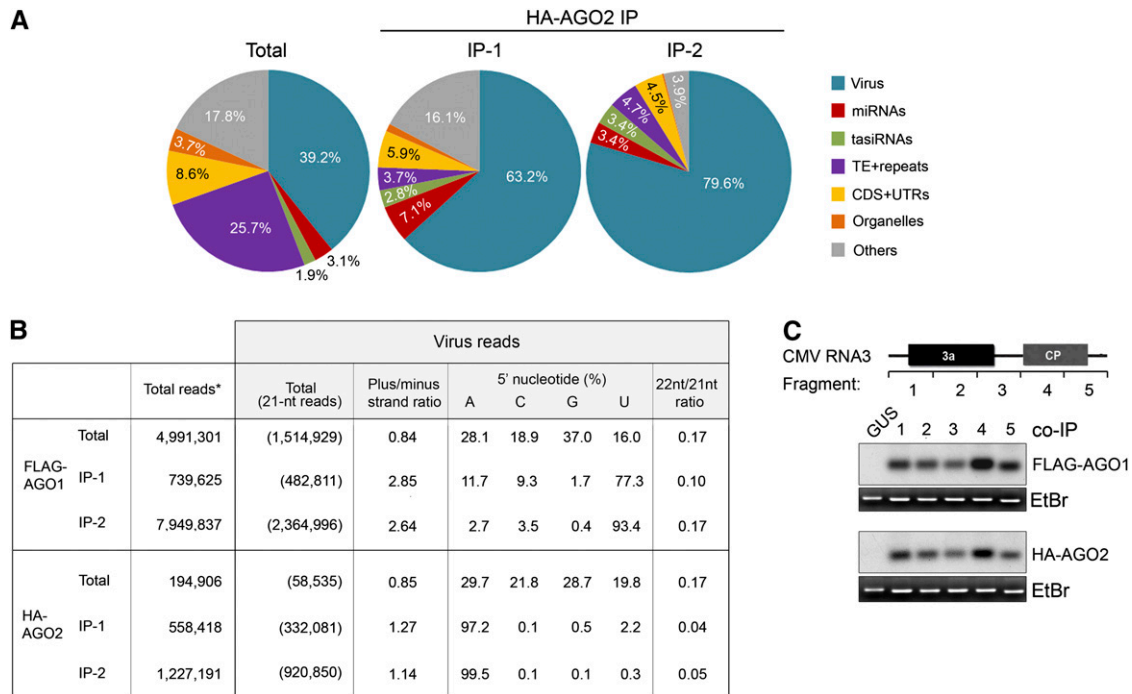 A
HA-AGO2 IP
Total
IP-1
IP-2
17.8%
3.7%
8.6%
25.7%
1.9%
3.1%
39.2%
16.1%
5.9%
3.7%
2.8%
7.1%
63.2%
3.9%
4.5%
4.7%
3.4%
3.4%
79.6%
Virus
miRNAs
tasiRNAs
TE+repeats
CDS+UTRs
Organelles
Others
B
Virus reads
Total reads* Total (21-nt reads) Plus/minus strand ratio 5' nucleotide (%) 22nt/21nt ratio
A C G U
FLAG-AGO1
Total 4,991,301 (1,514,929) 0.84 28.1 18.9 37.0 16.0 0.17
IP-1 739,625 (482,811) 2.85 11.7 9.3 1.7 77.3 0.10
IP-2 7,949,837 (2,364,996) 2.64 2.7 3.5 0.4 93.4 0.17
HA-AGO2
Total 194,906 (58,535) 0.85 29.7 21.8 28.7 19.8 0.17
IP-1 558,418 (332,081) 1.27 97.2 0.1 0.5 2.2 0.04
IP-2 1,227,191 (920,850) 1.14 99.5 0.1 0.1 0.3 0.05
C
CMV RNA3 3a CP
Fragment: 1 2 3 4 5
GUS 1 2 3 4 5 co-IP
FLAG-AGO1
EtBr
HA-AGO2
EtBr